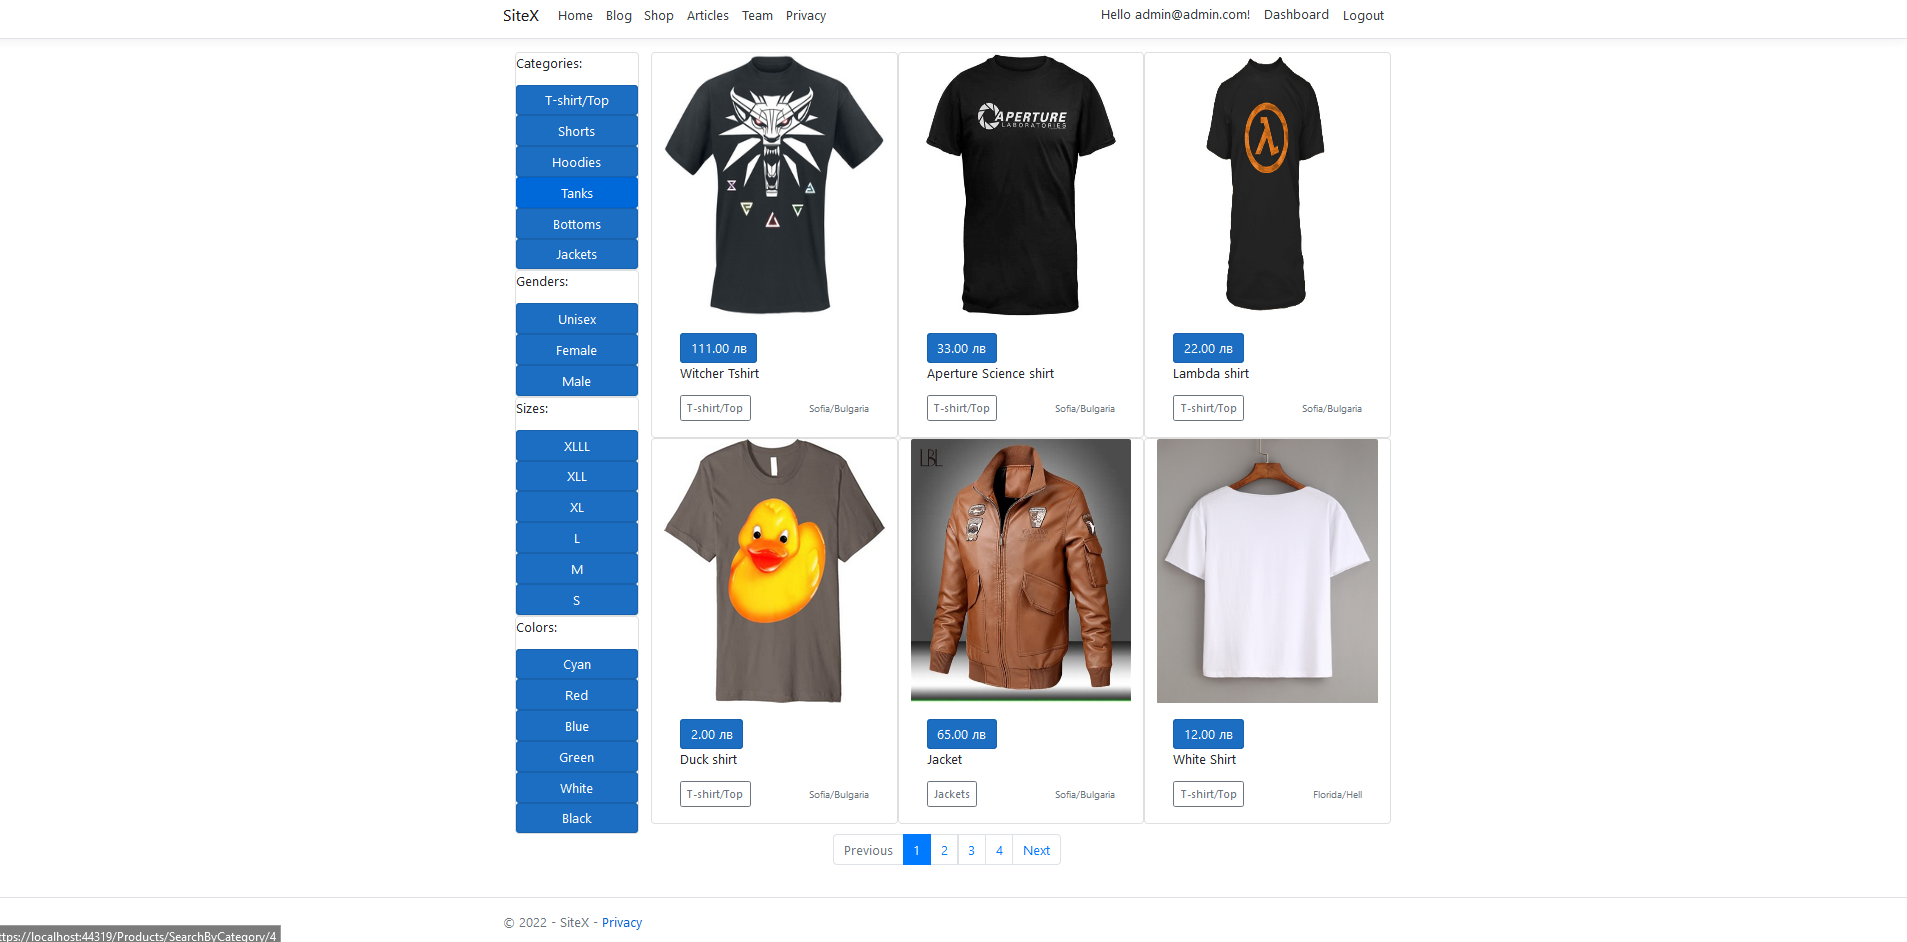 SiteX Home Blog Shop Articles Team Privacy Hello admin@admin.com! Dashboard Logout
Categories:
T-shirt/Top
Shorts
Hoodies
Tanks
Bottoms
Jackets
Genders:
Unisex
Female
Male
Sizes:
XLLL
XLL
XL
L
M
S
Colors:
Cyan
Red
Blue
Green
White
Black
APERTURE
LABORATORIES
λ
111.00 лв
Witcher Tshirt
T-shirt/Top Sofia/Bulgaria
33.00 лв
Aperture Science shirt
T-shirt/Top Sofia/Bulgaria
22.00 лв
Lambda shirt
T-shirt/Top Sofia/Bulgaria
LBL
2.00 лв
Duck shirt
T-shirt/Top Sofia/Bulgaria
65.00 лв
Jacket
Jackets Sofia/Bulgaria
12.00 лв
White Shirt
T-shirt/Top Florida/Hell
Previous 1 2 3 4 Next
© 2022 - SiteX - Privacy
ttps://localhost:44319/Products/SearchByCategory/4